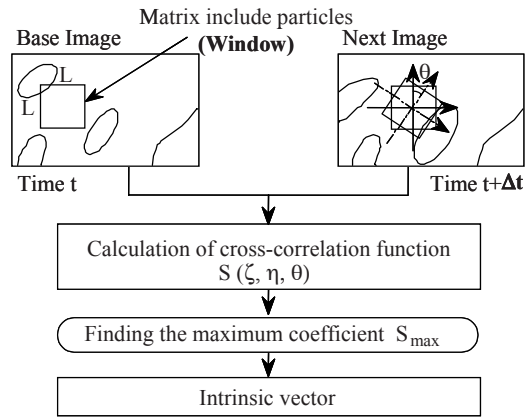 Matrix include particles
(Window)
Base Image
Next Image
L
L
θ
Time t
Time t+Δt
Calculation of cross-correlation function
S (ζ, η, θ)
Finding the maximum coefficient Smax
Intrinsic vector